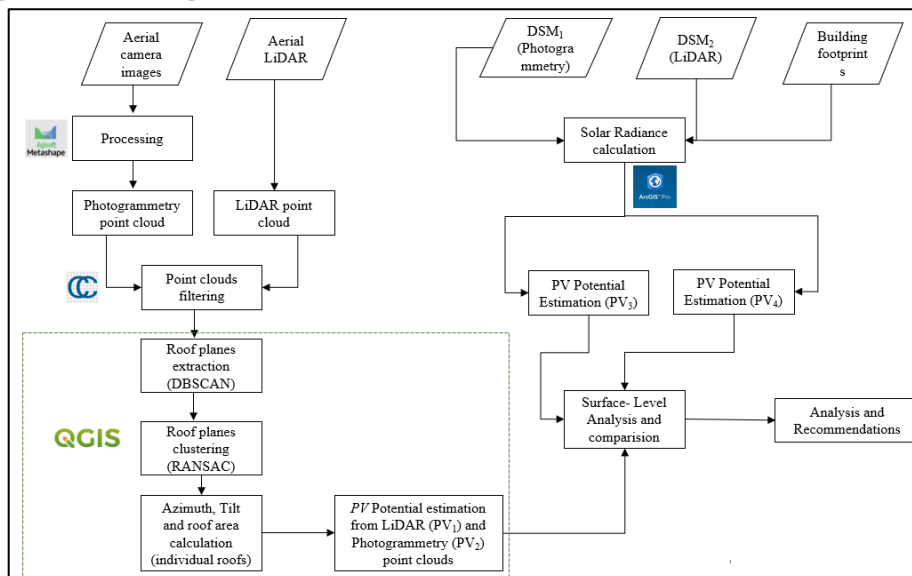 Aerial
camera
images
Aerial
LiDAR
DSM₁
(Photogra
mmetry)
DSM₂
(LiDAR)
Building
footprint
s
Agisoft
Metashape
Processing
Solar Radiance
calculation
ArcGIS Pro
Photogrammetry
point cloud
LiDAR point
cloud
Point clouds
filtering
PV Potential
Estimation (PV₃)
PV Potential
Estimation (PV₄)
Roof planes
extraction
(DBSCAN)
QGIS
Roof planes
clustering
(RANSAC)
Surface- Level
Analysis and
comparision
Analysis and
Recommendations
Azimuth, Tilt
and roof area
calculation
(individual roofs)
PV Potential estimation
from LiDAR (PV₁) and
Photogrammetry (PV₂)
point clouds